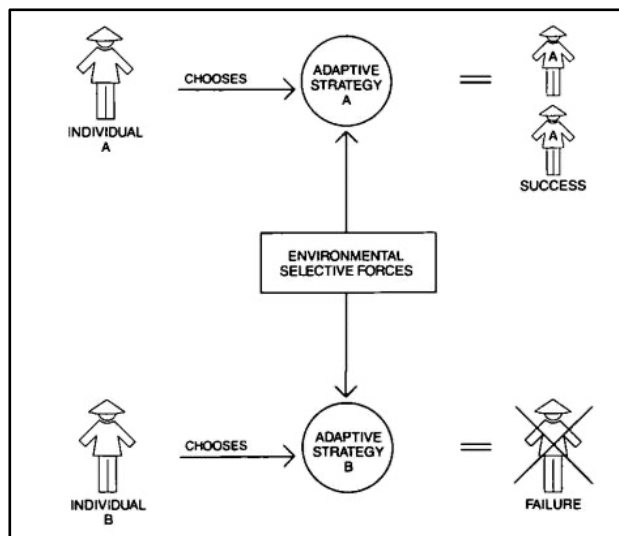 CHOOSES
ADAPTIVE
STRATEGY
A
A
INDIVIDUAL
A
A
SUCCESS
ENVIRONMENTAL
SELECTIVE FORCES
CHOOSES
ADAPTIVE
STRATEGY
B
INDIVIDUAL
B
FAILURE